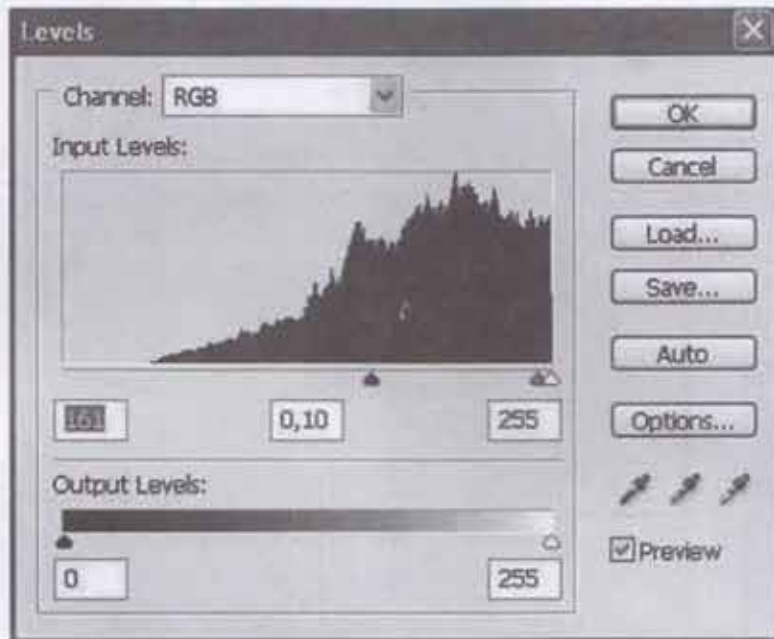 Levels
Channel: RGB
Input Levels:
161
0,10
255
Output Levels:
0
255
OK
Cancel
Load...
Save...
Auto
Options...
Preview